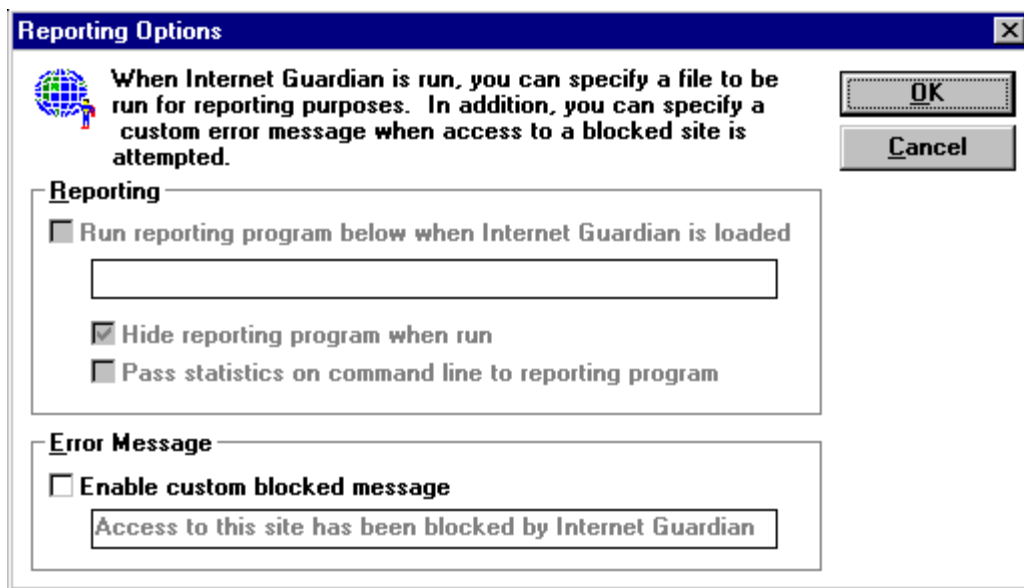 Reporting Options
When Internet Guardian is run, you can specify a file to be
run for reporting purposes.  In addition, you can specify a
custom error message when access to a blocked site is
attempted.
OK
Cancel
Reporting
Run reporting program below when Internet Guardian is loaded
Hide reporting program when run
Pass statistics on command line to reporting program
Error Message
Enable custom blocked message
Access to this site has been blocked by Internet Guardian